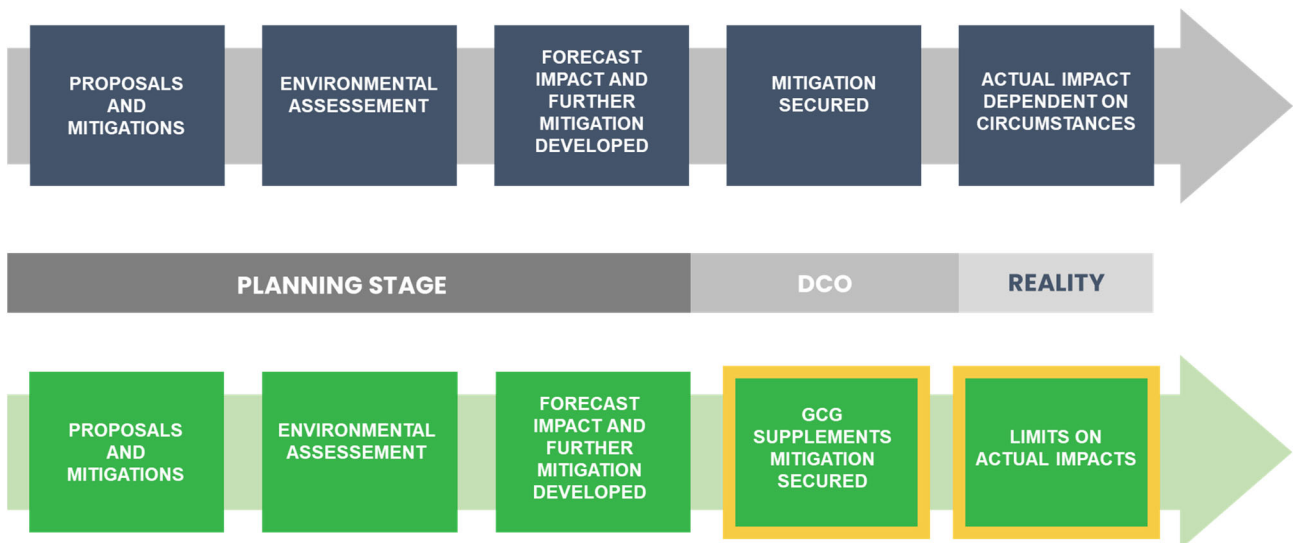 PROPOSALS
AND
MITIGATIONS
ENVIRONMENTAL
ASSESSEMENT
FORECAST
IMPACT AND
FURTHER
MITIGATION
DEVELOPED
MITIGATION
SECURED
ACTUAL IMPACT
DEPENDENT ON
CIRCUMSTANCES
PLANNING STAGE
DCO
REALITY
PROPOSALS
AND
MITIGATIONS
ENVIRONMENTAL
ASSESSEMENT
FORECAST
IMPACT AND
FURTHER
MITIGATION
DEVELOPED
GCG
SUPPLEMENTS
MITIGATION
SECURED
LIMITS ON
ACTUAL IMPACTS